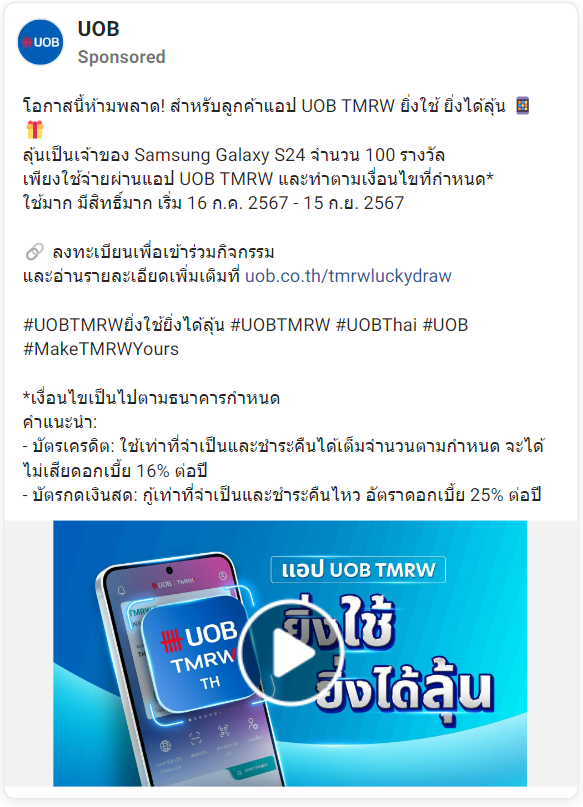 UOB
Sponsored
โอกาสนี้ห้ามพลาด! สำหรับลูกค้าแอป UOB TMRW ยิ่งใช้ ยิ่งได้ลุ้น
ลุ้นเป็นเจ้าของ Samsung Galaxy S24 จำนวน 100 รางวัล
เพียงใช้จ่ายผ่านแอป UOB TMRW และทำตามเงื่อนไขที่กำหนด*
ใช้มาก มีสิทธิ์มาก เริ่ม 16 ก.ค. 2567 - 15 ก.ย. 2567
ลงทะเบียนเพื่อเข้าร่วมกิจกรรม
และอ่านรายละเอียดเพิ่มเติมที่ uob.co.th/tmrwluckydraw
#UOBTMRWยิ่งใช้ยิ่งได้ลุ้น #UOBTMRW #UOBThai #UOB
#MakeTMRWYours
*เงื่อนไขเป็นไปตามธนาคารกำหนด
คำแนะนำ:
- บัตรเครดิต: ใช้เท่าที่จำเป็นและชำระคืนได้เต็มจำนวนตามกำหนด จะได้
ไม่เสียดอกเบี้ย 16% ต่อปี
- บัตรกดเงินสด: กู้เท่าที่จำเป็นและชำระคืนไหว อัตราดอกเบี้ย 25% ต่อปี
แอป UOB TMRW
ยิ่งใช้
ยิ่งได้ลุ้น
UOB TMRW
UOB
TMRW
TH